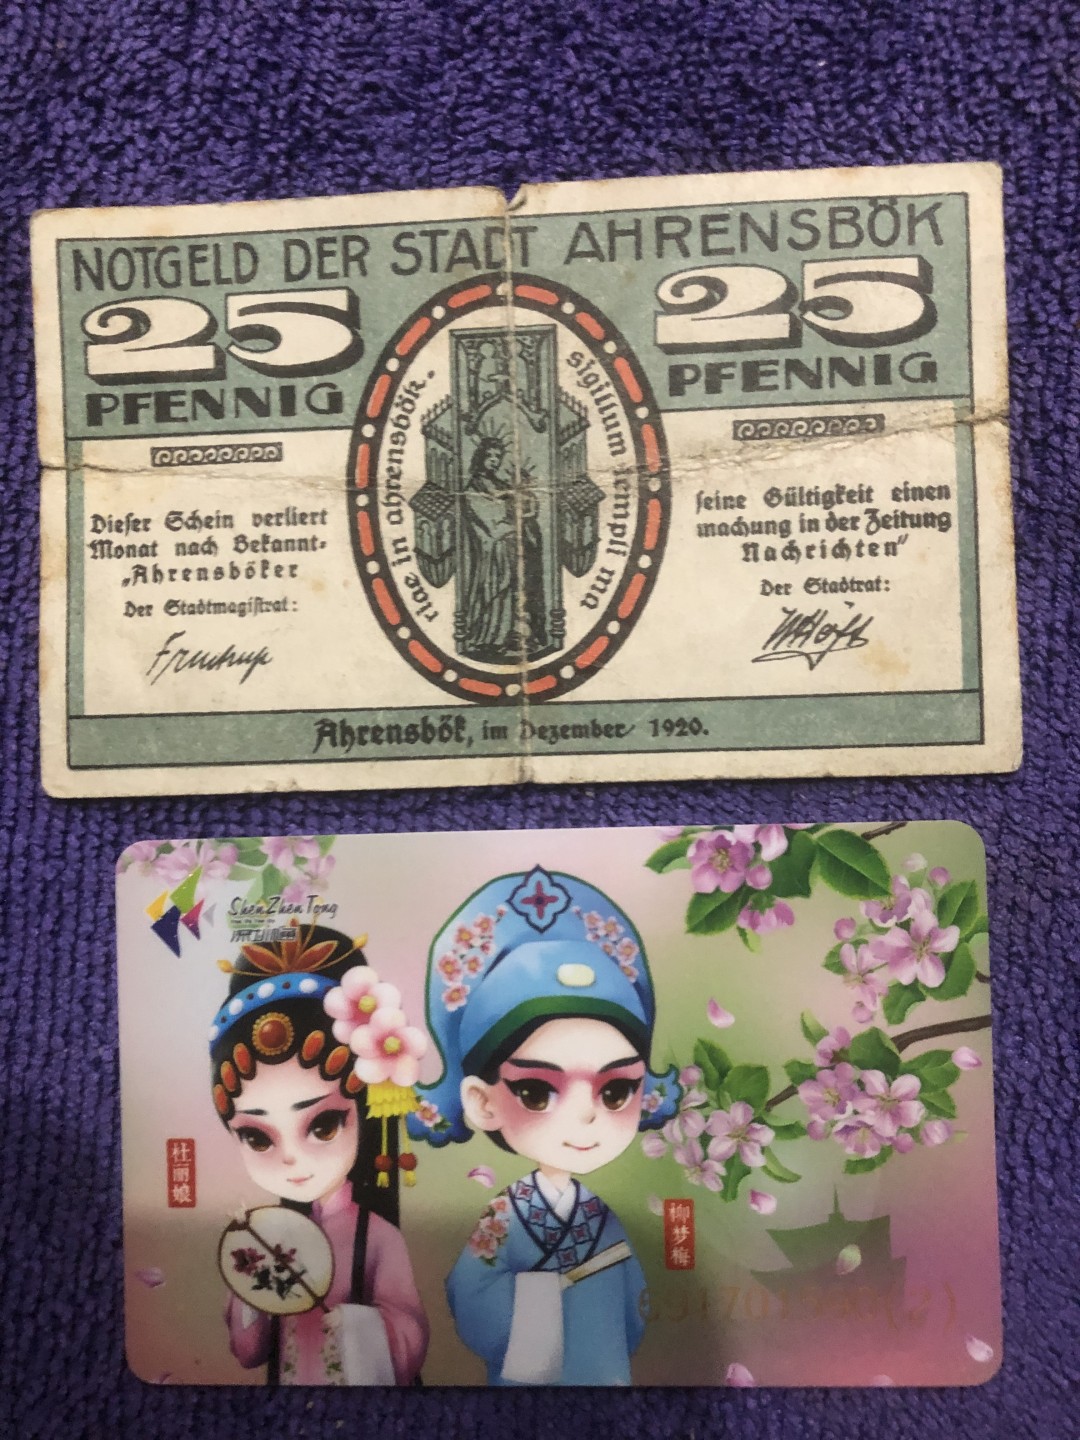 NOTGELD DER STADT AHRENSBÖK
25 25
PFENNIG PFENNIG
sigillum templi ma
riae in ahrensbök.
Dieser Schein verliert
Monat nach Bekannt-
„Ahrensböker
Der Stadtmagistrat:
seine Gültigkeit einen
machung in der Zeitung
Nachrichten"
Der Stadtrat:
Ahrensbök, im Dezember 1920.
ShenZhenTong
深圳通
杜丽娘
柳梦梅